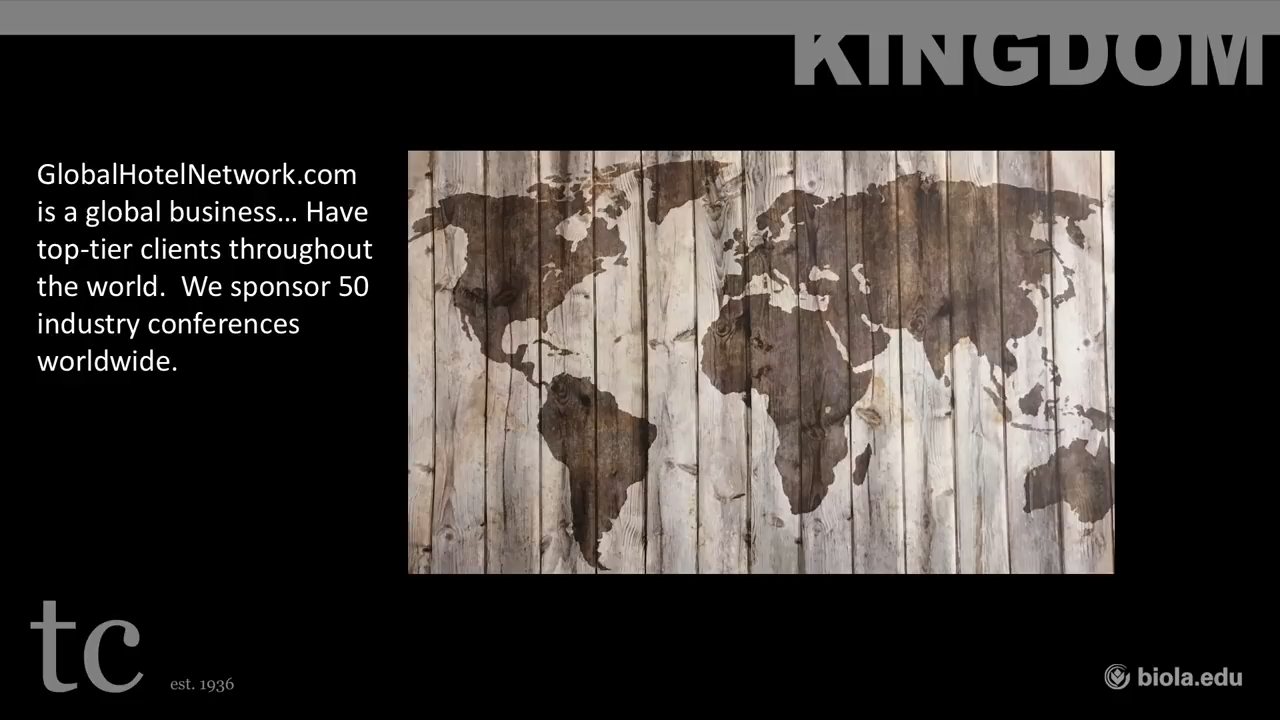 KINGDOM
GlobalHotelNetwork.com
is a global business... Have
top-tier clients throughout
the world.  We sponsor 50
industry conferences
worldwide.
tc
est. 1936
biola.edu